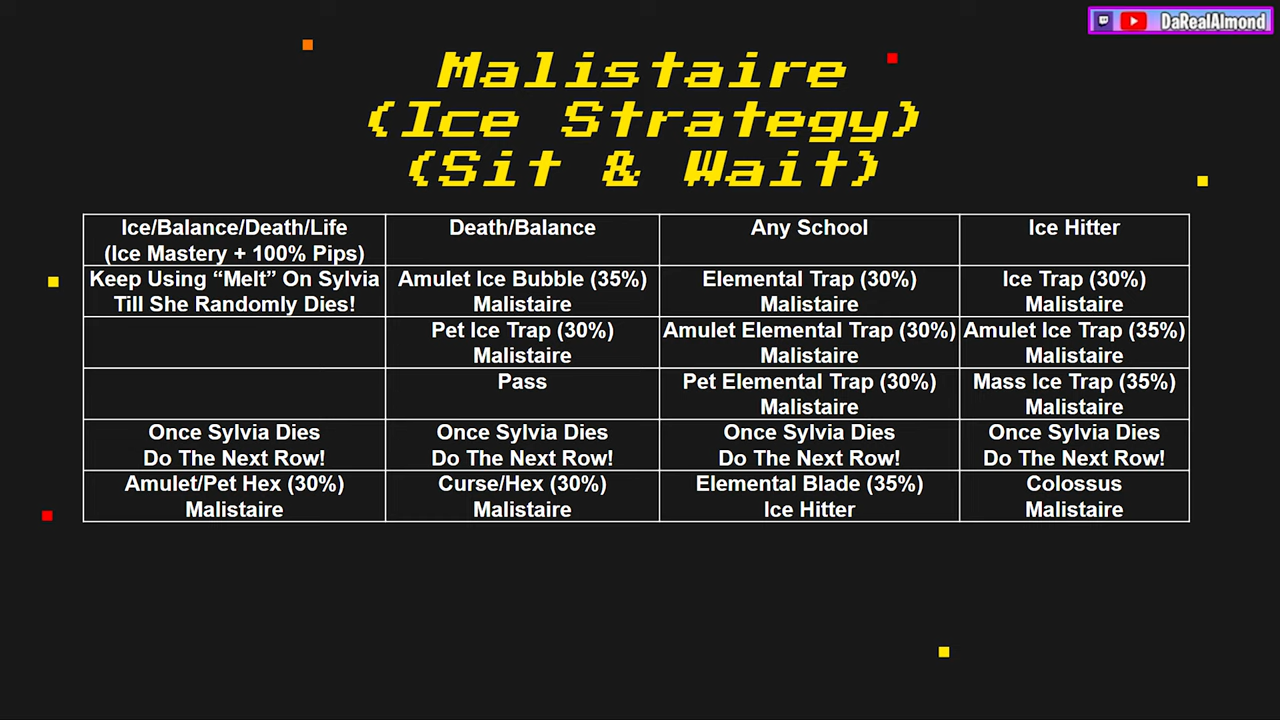 DaRealAlmond
Malistaire
(Ice Strategy)
(Sit & Wait)
Ice/Balance/Death/Life
(Ice Mastery + 100% Pips)
Death/Balance
Any School
Ice Hitter
Keep Using “Melt” On Sylvia
Till She Randomly Dies!
Amulet Ice Bubble (35%)
Malistaire
Elemental Trap (30%)
Malistaire
Ice Trap (30%)
Malistaire
Pet Ice Trap (30%)
Malistaire
Amulet Elemental Trap (30%)
Malistaire
Amulet Ice Trap (35%)
Malistaire
Pass
Pet Elemental Trap (30%)
Malistaire
Mass Ice Trap (35%)
Malistaire
Once Sylvia Dies
Do The Next Row!
Once Sylvia Dies
Do The Next Row!
Once Sylvia Dies
Do The Next Row!
Once Sylvia Dies
Do The Next Row!
Amulet/Pet Hex (30%)
Malistaire
Curse/Hex (30%)
Malistaire
Elemental Blade (35%)
Ice Hitter
Colossus
Malistaire